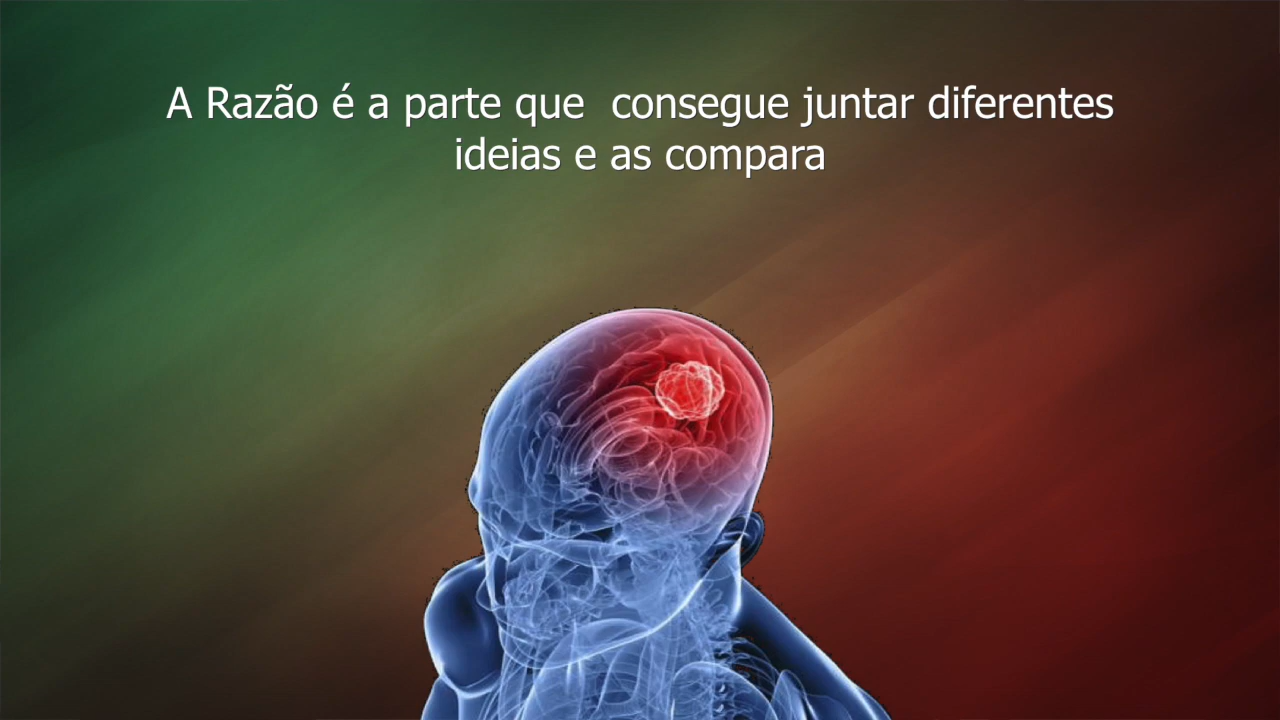 A Razão é a parte que  consegue juntar diferentes
ideias e as compara